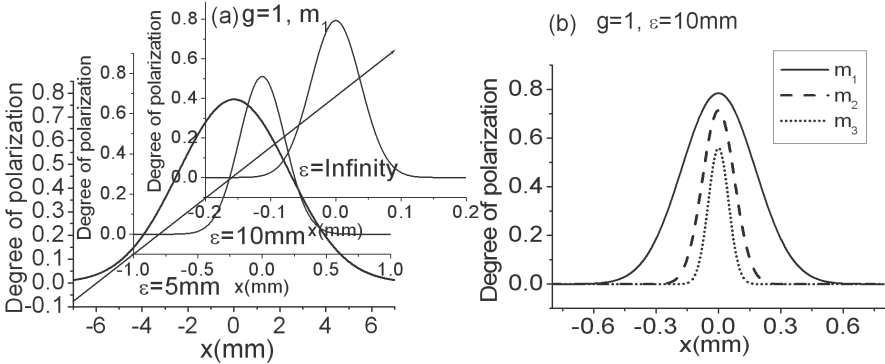 (a) g=1, m1
Degree of polarization
0.8
0.6
0.4
0.2
0.0
-0.2
-0.1
0.0
0.1
0.2
x(mm)
ε=Infinity
Degree of polarization
0.8
0.6
0.4
0.2
0.0
-1.0
-0.5
0.0
0.5
1.0
x(mm)
ε=10mm
Degree of polarization
0.8
0.7
0.6
0.5
0.4
0.3
0.2
0.1
0.0
-0.1
-6
-4
-2
0
2
4
6
x(mm)
ε=5mm
(b) g=1, ε=10mm
m1
m2
m3
Degree of polarization
0.8
0.6
0.4
0.2
0.0
-0.6
-0.3
0.0
0.3
0.6
x(mm)